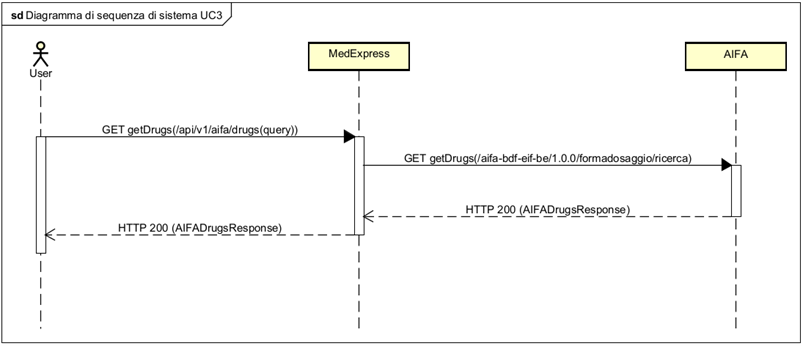 sd Diagramma di sequenza di sistema UC3
User
MedExpress
AIFA
GET getDrugs(/api/v1/aifa/drugs(query))
GET getDrugs(/aifa-bdf-eif-be/1.0.0/formadosaggio/ricerca)
HTTP 200 (AIFADrugsResponse)
HTTP 200 (AIFADrugsResponse)